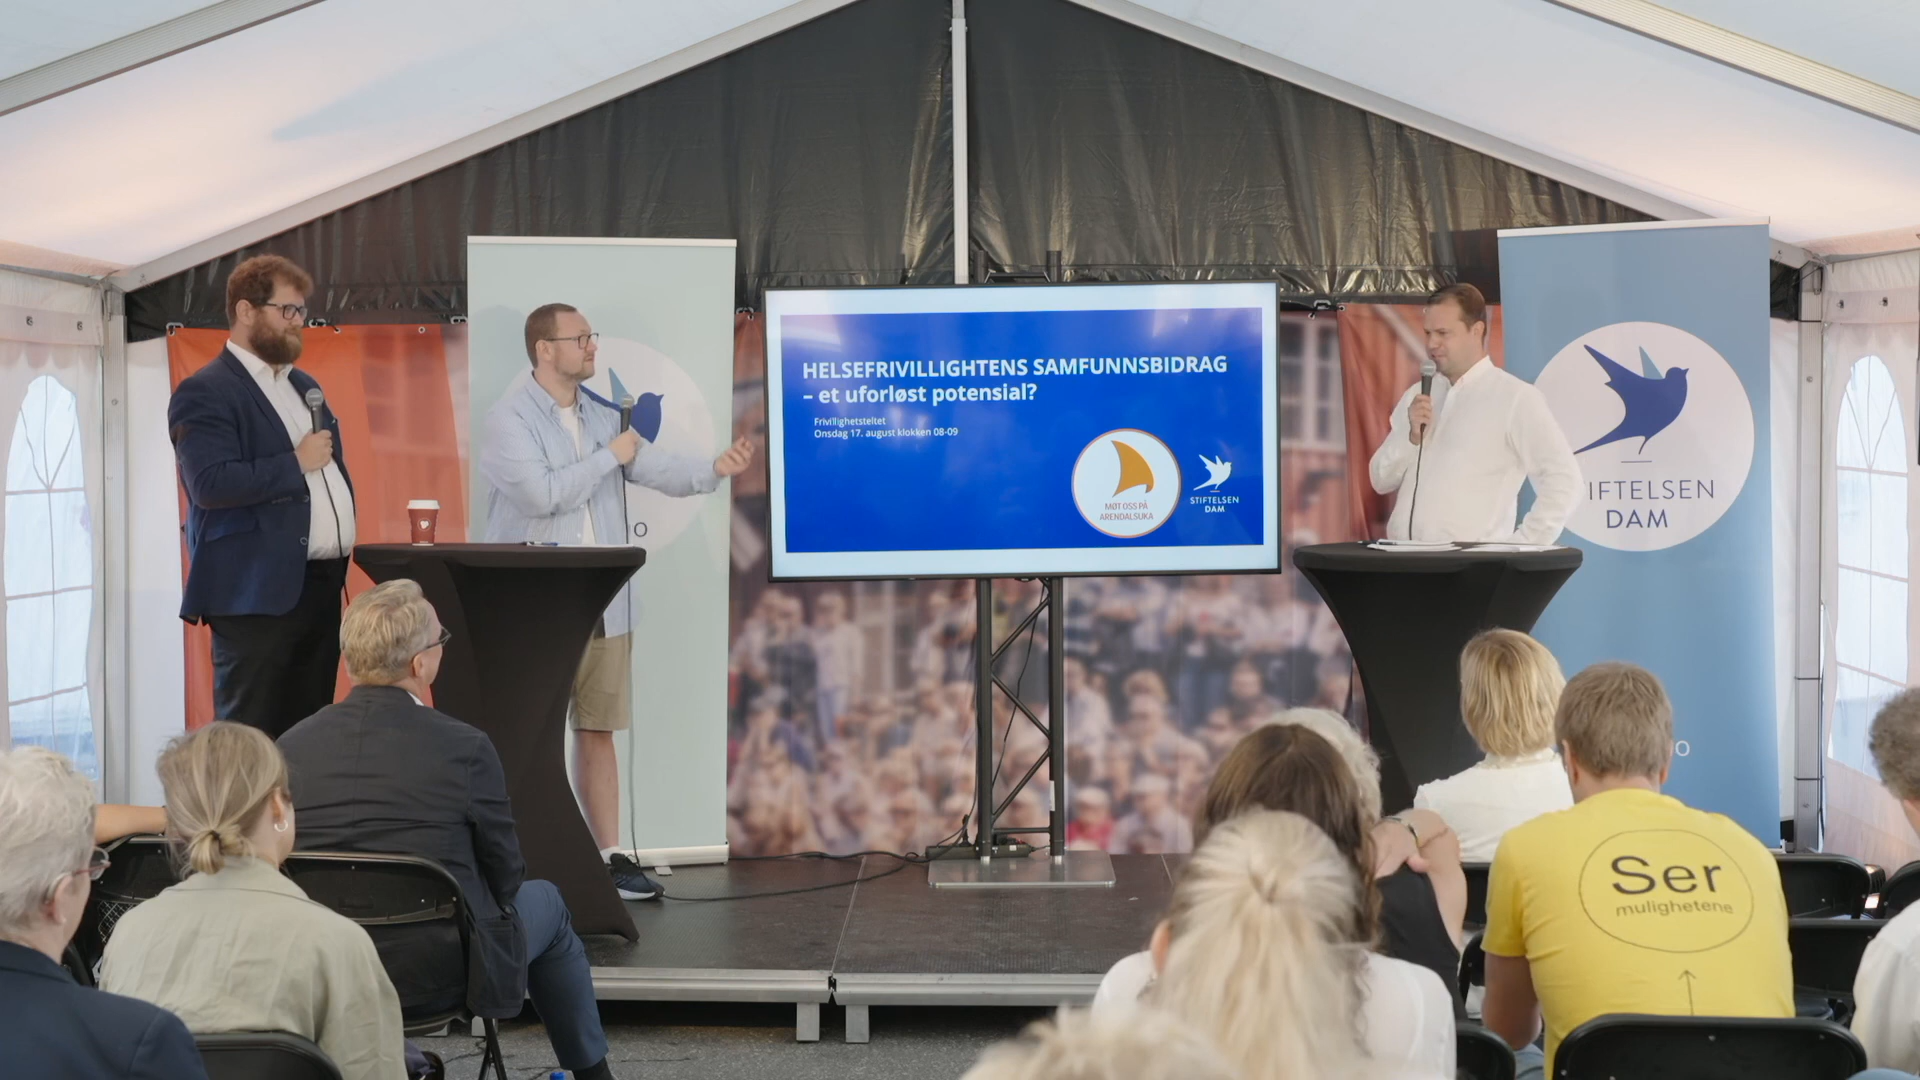 HELSEFRIVILLIGHTENS SAMFUNNSBIDRAG
– et uforløst potensial?
Frivillighetsteltet
Onsdag 17. august klokken 08-09
MØT OSS PÅ
ARENDALSUKA
STIFTELSEN
DAM
IFTELSEN
DAM
Ser
mulighetene